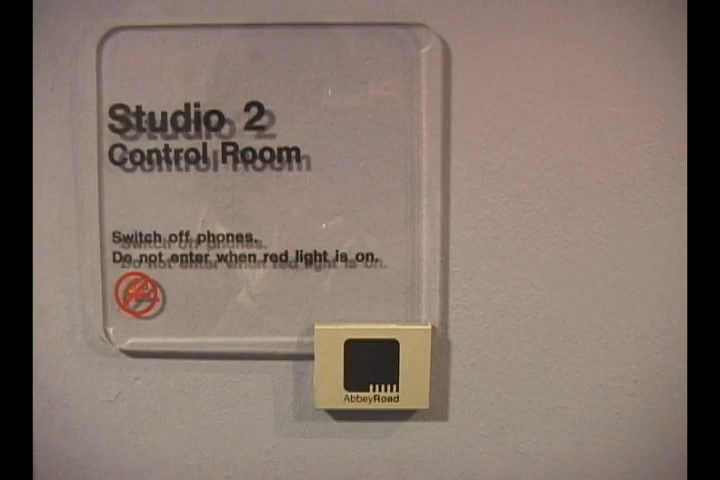 Studio 2
Control Room
Switch off phones.
Do not enter when red light is on.
AbbeyRoad